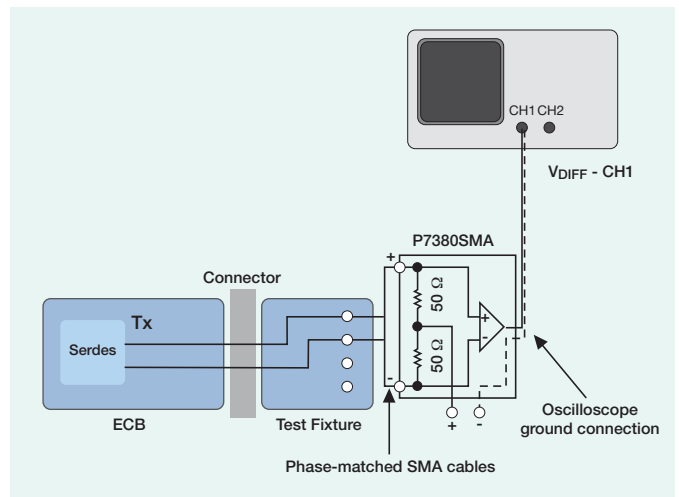 CH1 CH2
VDIFF - CH1
P7380SMA
+
Connector
Tx
Serdes
50 Ω
+
-
50 Ω
-
ECB
Test Fixture
+
-
Oscilloscope
ground connection
Phase-matched SMA cables